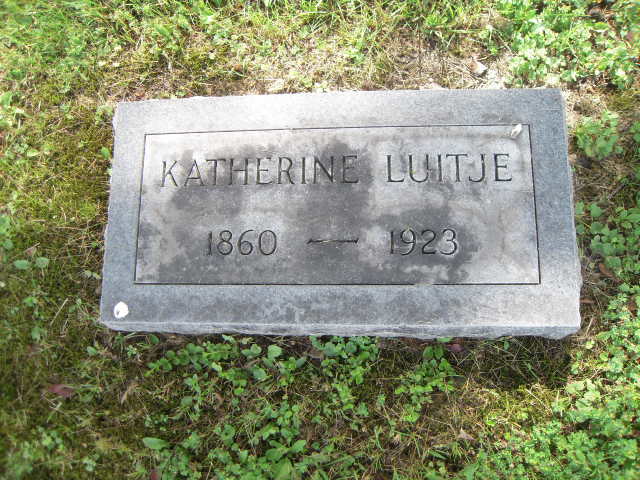 KATHERINE LUITJE
1860 — 1923